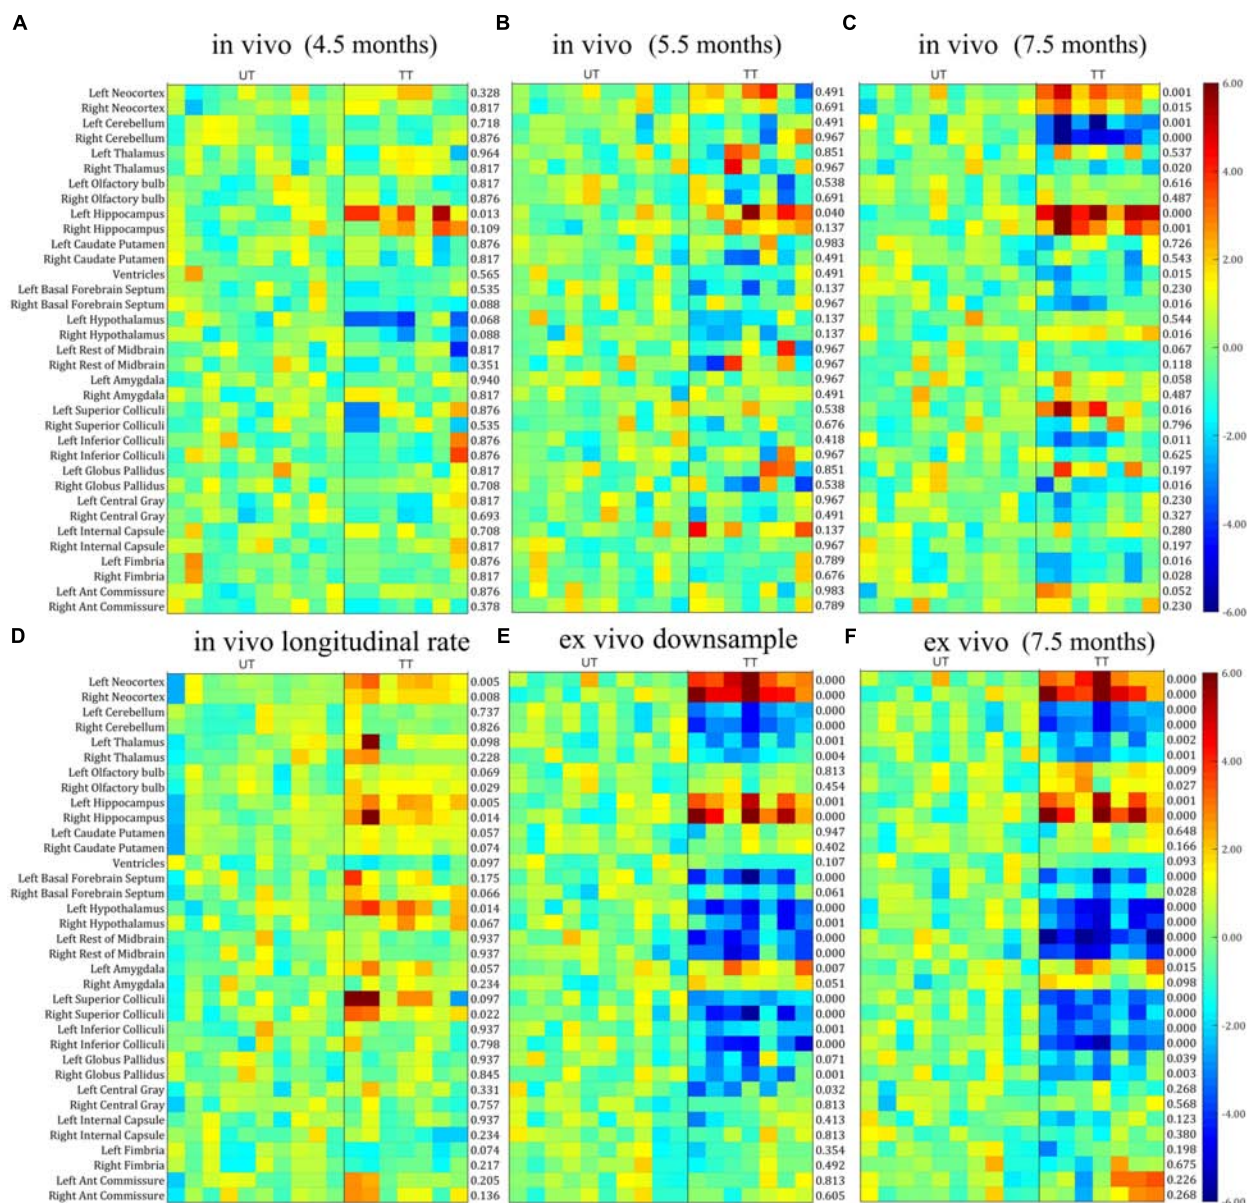 A
in vivo (4.5 months)
B
in vivo (5.5 months)
C
in vivo (7.5 months)
UT TT
UT TT
UT TT
Left Neocortex 0.328 0.491 0.001
Right Neocortex 0.817 0.691 0.015
Left Cerebellum 0.718 0.491 0.001
Right Cerebellum 0.876 0.967 0.000
Left Thalamus 0.964 0.851 0.537
Right Thalamus 0.817 0.967 0.020
Left Olfactory bulb 0.817 0.538 0.616
Right Olfactory bulb 0.876 0.691 0.487
Left Hippocampus 0.013 0.040 0.000
Right Hippocampus 0.109 0.137 0.001
Left Caudate Putamen 0.876 0.983 0.726
Right Caudate Putamen 0.817 0.491 0.543
Ventricles 0.565 0.491 0.015
Left Basal Forebrain Septum 0.535 0.137 0.230
Right Basal Forebrain Septum 0.088 0.967 0.016
Left Hypothalamus 0.068 0.137 0.544
Right Hypothalamus 0.088 0.137 0.016
Left Rest of Midbrain 0.817 0.967 0.067
Right Rest of Midbrain 0.351 0.967 0.118
Left Amygdala 0.940 0.967 0.058
Right Amygdala 0.817 0.491 0.487
Left Superior Colliculi 0.876 0.538 0.016
Right Superior Colliculi 0.535 0.676 0.796
Left Inferior Colliculi 0.876 0.418 0.011
Right Inferior Colliculi 0.876 0.967 0.625
Left Globus Pallidus 0.817 0.851 0.197
Right Globus Pallidus 0.708 0.538 0.016
Left Central Gray 0.817 0.967 0.230
Right Central Gray 0.693 0.491 0.327
Left Internal Capsule 0.708 0.137 0.280
Right Internal Capsule 0.817 0.967 0.197
Left Fimbria 0.876 0.789 0.016
Right Fimbria 0.817 0.676 0.028
Left Ant Commissure 0.876 0.983 0.052
Right Ant Commissure 0.378 0.789 0.230
6.00
4.00
2.00
0.00
-2.00
-4.00
-6.00
D
in vivo longitudinal rate
E
ex vivo downsample
F
ex vivo (7.5 months)
UT TT
UT TT
UT TT
Left Neocortex 0.005 0.000 0.000
Right Neocortex 0.008 0.000 0.000
Left Cerebellum 0.737 0.000 0.000
Right Cerebellum 0.826 0.000 0.000
Left Thalamus 0.098 0.001 0.002
Right Thalamus 0.228 0.004 0.001
Left Olfactory bulb 0.069 0.813 0.009
Right Olfactory bulb 0.029 0.454 0.027
Left Hippocampus 0.005 0.001 0.001
Right Hippocampus 0.014 0.000 0.000
Left Caudate Putamen 0.057 0.947 0.648
Right Caudate Putamen 0.074 0.402 0.166
Ventricles 0.097 0.107 0.093
Left Basal Forebrain Septum 0.175 0.000 0.000
Right Basal Forebrain Septum 0.066 0.061 0.028
Left Hypothalamus 0.014 0.000 0.000
Right Hypothalamus 0.067 0.001 0.000
Left Rest of Midbrain 0.937 0.000 0.000
Right Rest of Midbrain 0.937 0.000 0.000
Left Amygdala 0.057 0.007 0.015
Right Amygdala 0.234 0.051 0.098
Left Superior Colliculi 0.097 0.000 0.000
Right Superior Colliculi 0.022 0.000 0.000
Left Inferior Colliculi 0.937 0.001 0.000
Right Inferior Colliculi 0.798 0.000 0.000
Left Globus Pallidus 0.937 0.071 0.039
Right Globus Pallidus 0.845 0.001 0.003
Left Central Gray 0.331 0.032 0.268
Right Central Gray 0.757 0.813 0.568
Left Internal Capsule 0.937 0.413 0.123
Right Internal Capsule 0.234 0.813 0.380
Left Fimbria 0.074 0.354 0.198
Right Fimbria 0.217 0.492 0.675
Left Ant Commissure 0.205 0.813 0.226
Right Ant Commissure 0.136 0.605 0.268
6.00
4.00
2.00
0.00
-2.00
-4.00
-6.00